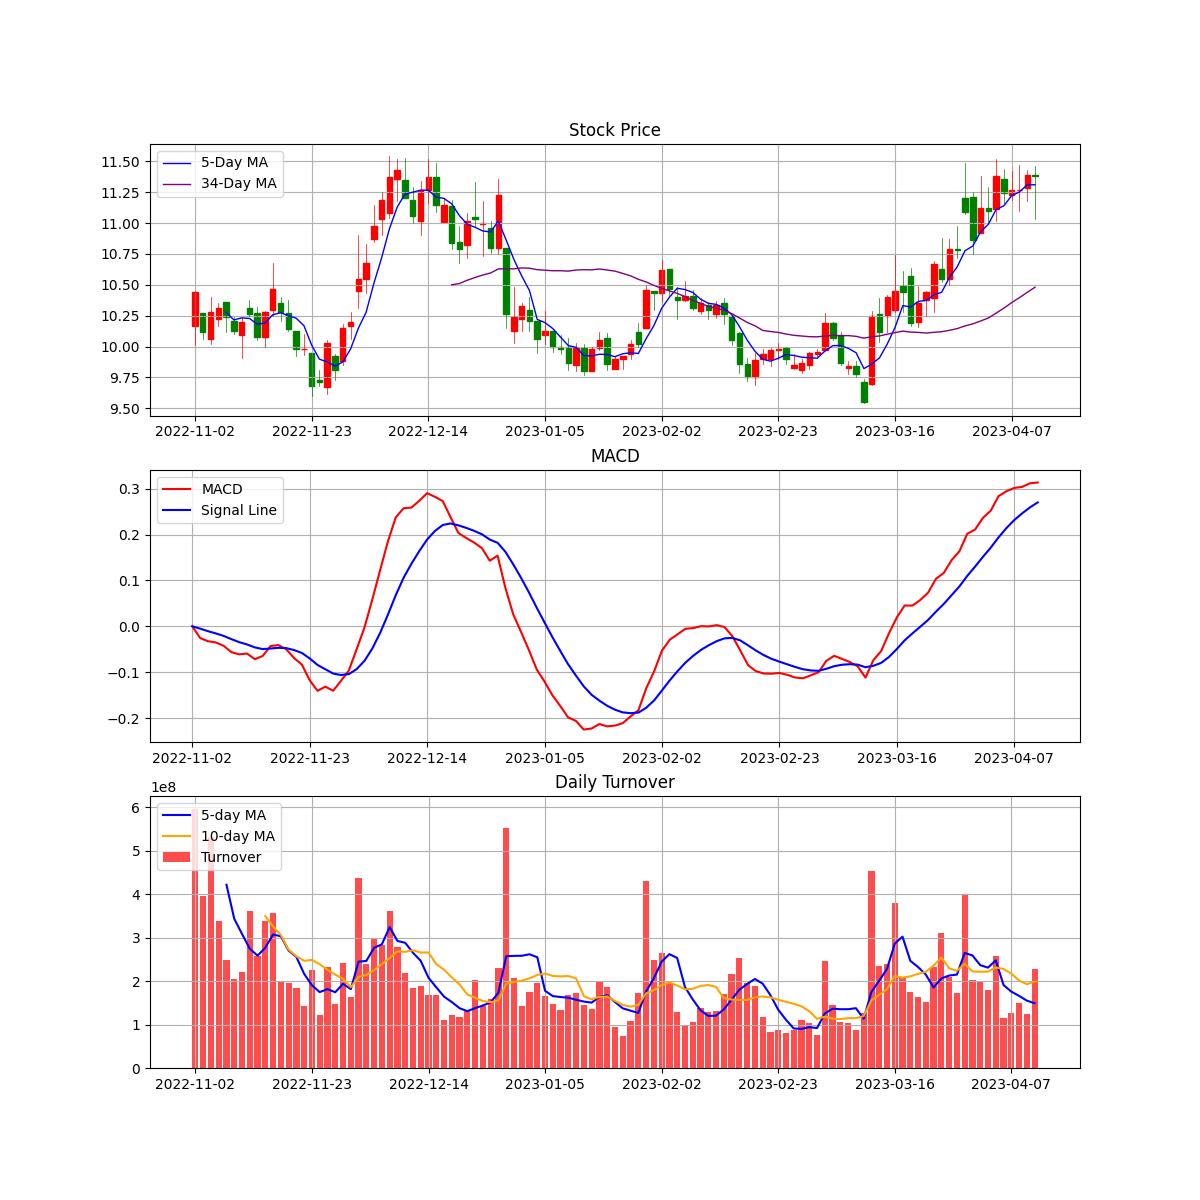 Stock Price
5-Day MA
34-Day MA
11.50
11.25
11.00
10.75
10.50
10.25
10.00
9.75
9.50
2022-11-02 2022-11-23 2022-12-14 2023-01-05 2023-02-02 2023-02-23 2023-03-16 2023-04-07
MACD
MACD
Signal Line
0.3
0.2
0.1
0.0
−0.1
−0.2
2022-11-02 2022-11-23 2022-12-14 2023-01-05 2023-02-02 2023-02-23 2023-03-16 2023-04-07
Daily Turnover
1e8
5-day MA
10-day MA
Turnover
6
5
4
3
2
1
0
2022-11-02 2022-11-23 2022-12-14 2023-01-05 2023-02-02 2023-02-23 2023-03-16 2023-04-07